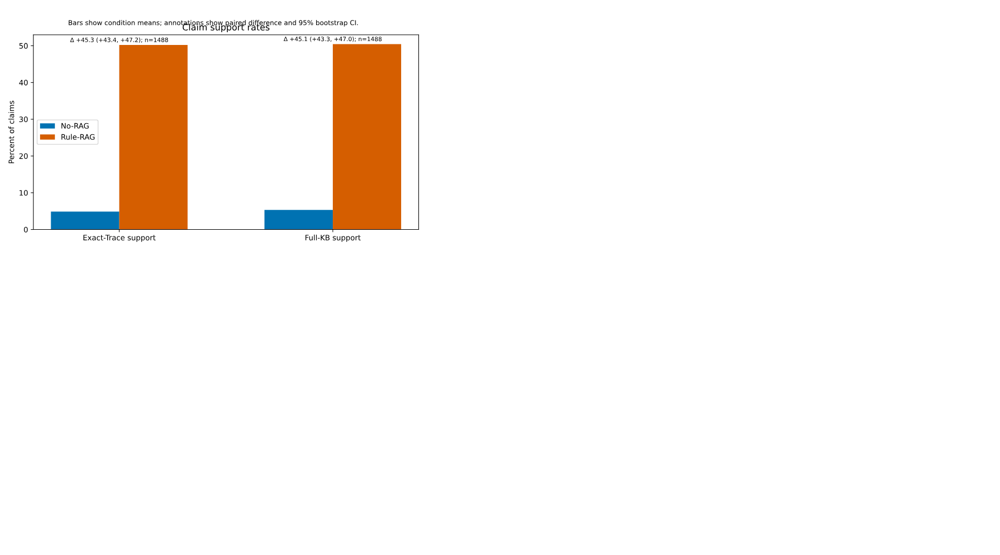 Bars show condition means; annotations show paired difference and 95% bootstrap CI.
Claim support rates
Δ +45.3 (+43.4, +47.2); n=1488
Δ +45.1 (+43.3, +47.0); n=1488
50
40
30
20
10
0
Percent of claims
No-RAG
Rule-RAG
Exact-Trace support
Full-KB support